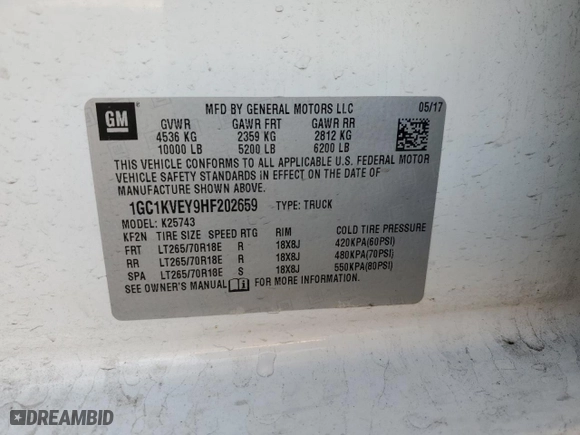 GM
MFD BY GENERAL MOTORS LLC 05/17
GVWR GAWR FRT GAWR RR
4536 KG 2359 KG 2812 KG
10000 LB 5200 LB 6200 LB
THIS VEHICLE CONFORMS TO ALL APPLICABLE U.S. FEDERAL MOTOR
VEHICLE SAFETY STANDARDS IN EFFECT ON THE DATE OF
MANUFACTURE SHOWN ABOVE.
1GC1KVEY9HF202659 TYPE: TRUCK
MODEL: K25743
KF2N TIRE SIZE SPEED RTG RIM COLD TIRE PRESSURE
FRT LT265/70R18E R 18X8J 420KPA(60PSI)
RR LT265/70R18E R 18X8J 480KPA(70PSI)
SPA LT265/70R18E S 18X8J 550KPA(80PSI)
SEE OWNER'S MANUAL FOR MORE INFORMATION.
DREAMBID